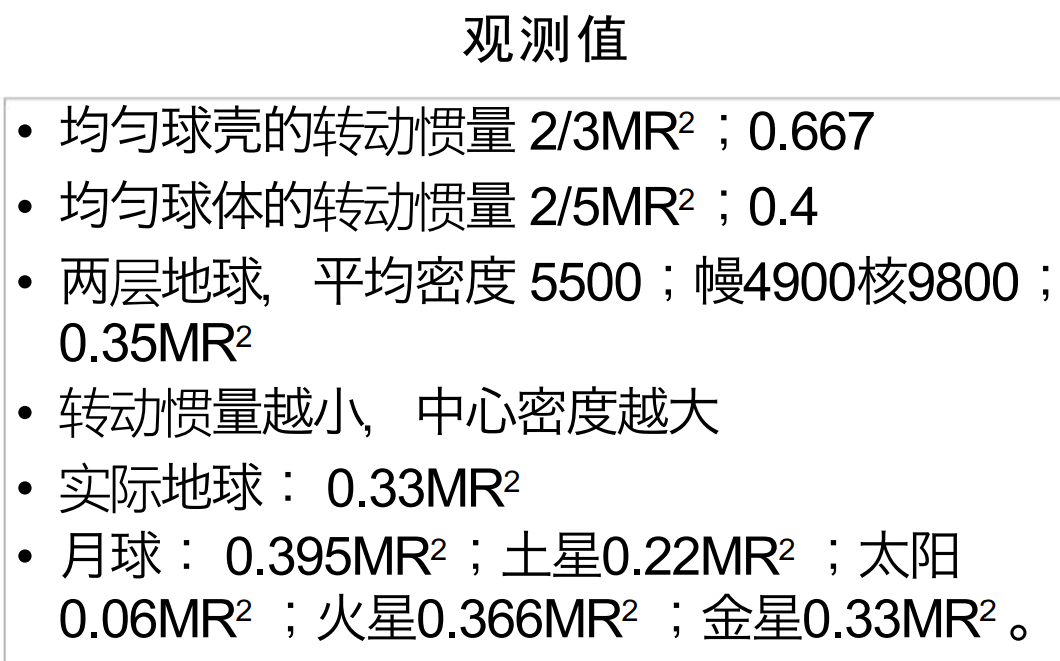 观测值
• 均匀球壳的转动惯量 2/3MR²；0.667
• 均匀球体的转动惯量 2/5MR²；0.4
• 两层地球, 平均密度 5500；幔4900核9800；
0.35MR²
• 转动惯量越小, 中心密度越大
• 实际地球： 0.33MR²
• 月球： 0.395MR²；土星0.22MR² ；太阳
0.06MR² ；火星0.366MR² ；金星0.33MR² 。